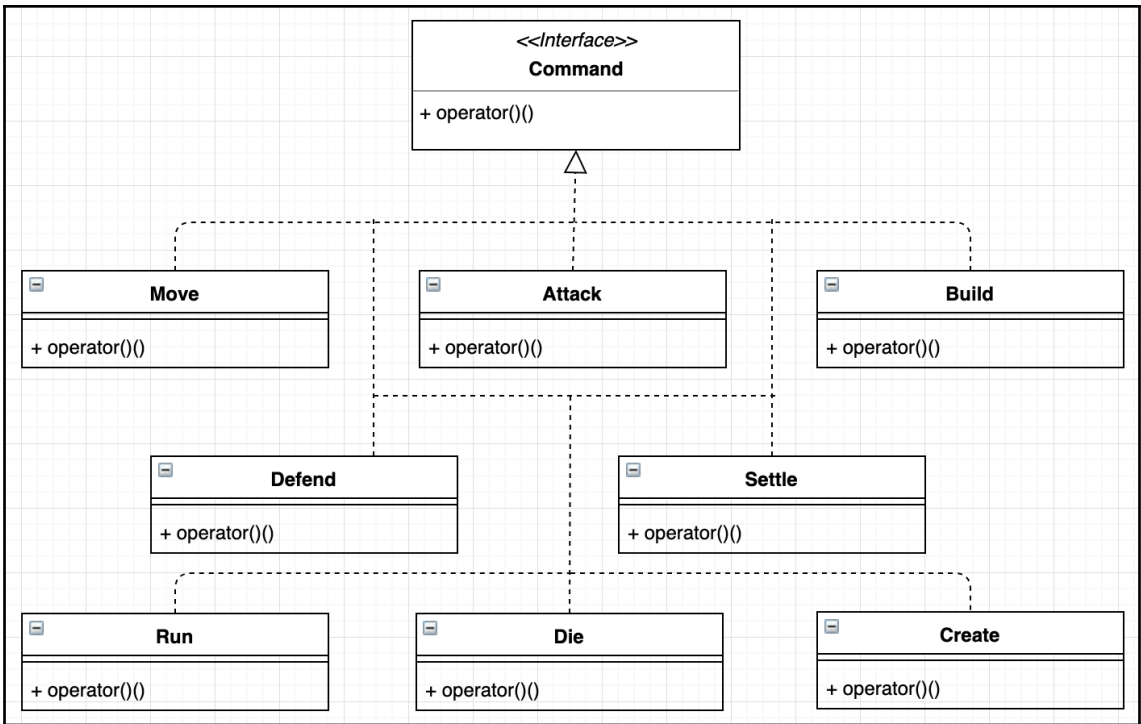 <<Interface>>
Command
+ operator()()
Move
+ operator()()
Attack
+ operator()()
Build
+ operator()()
Defend
+ operator()()
Settle
+ operator()()
Run
+ operator()()
Die
+ operator()()
Create
+ operator()()